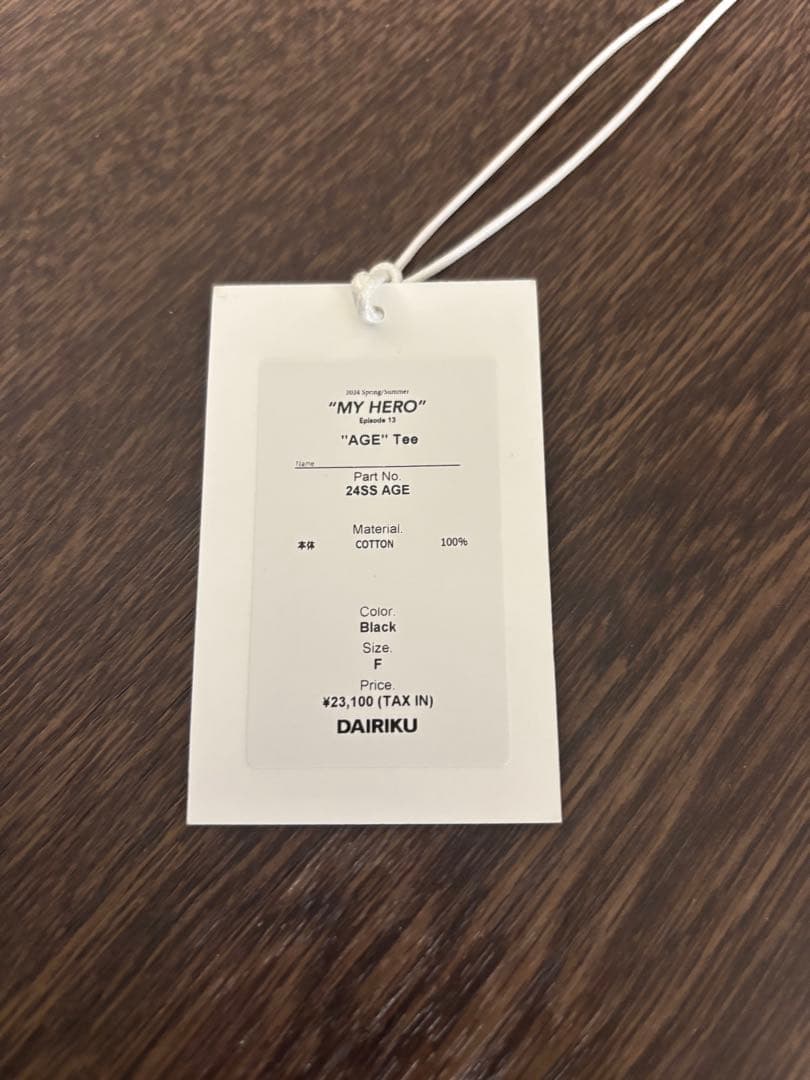 2024 Spring/Summer
"MY HERO"
Episode 13
"AGE" Tee
Name
Part No.
24SS AGE
Material.
本体 COTTON 100%
Color.
Black
Size.
F
Price.
¥23,100 (TAX IN)
DAIRIKU